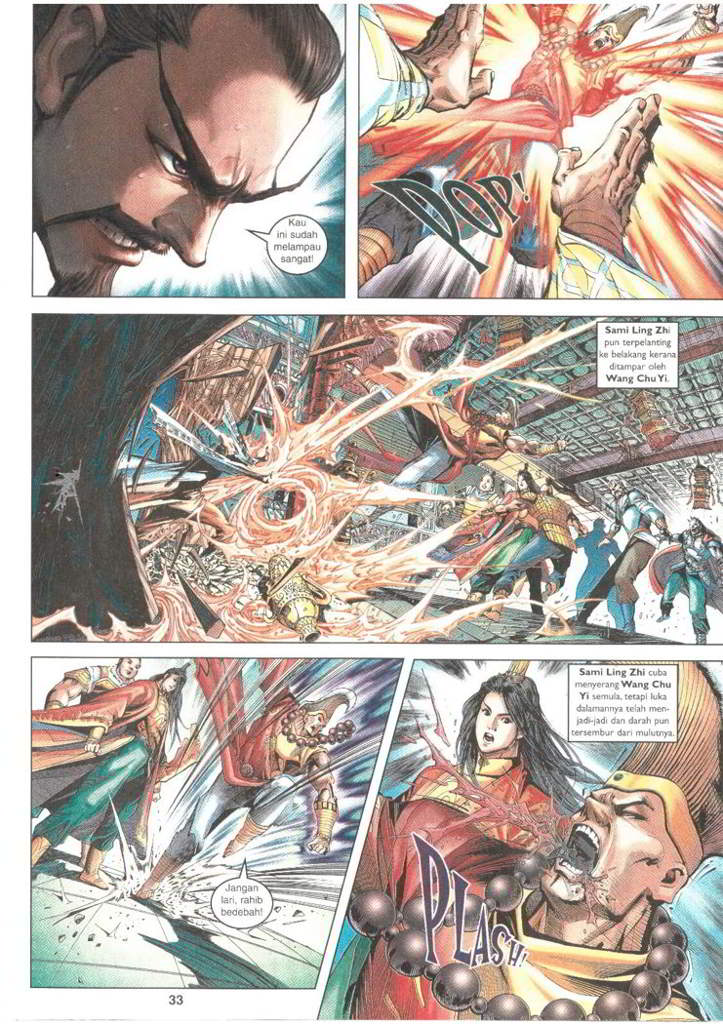 Kau
ini sudah
melampau
sangat!
POP!
Sami Ling Zhi
pun terpelanting
ke belakang kerana
ditampar oleh
Wang Chu Yi.
Jangan
lari, rahib
bedebah!
Sami Ling Zhi cuba
menyerang Wang Chu
Yi semula, tetapi luka
dalamannya telah men-
jadi-jadi dan darah pun
tersembur dari mulutnya.
PLASH!
33